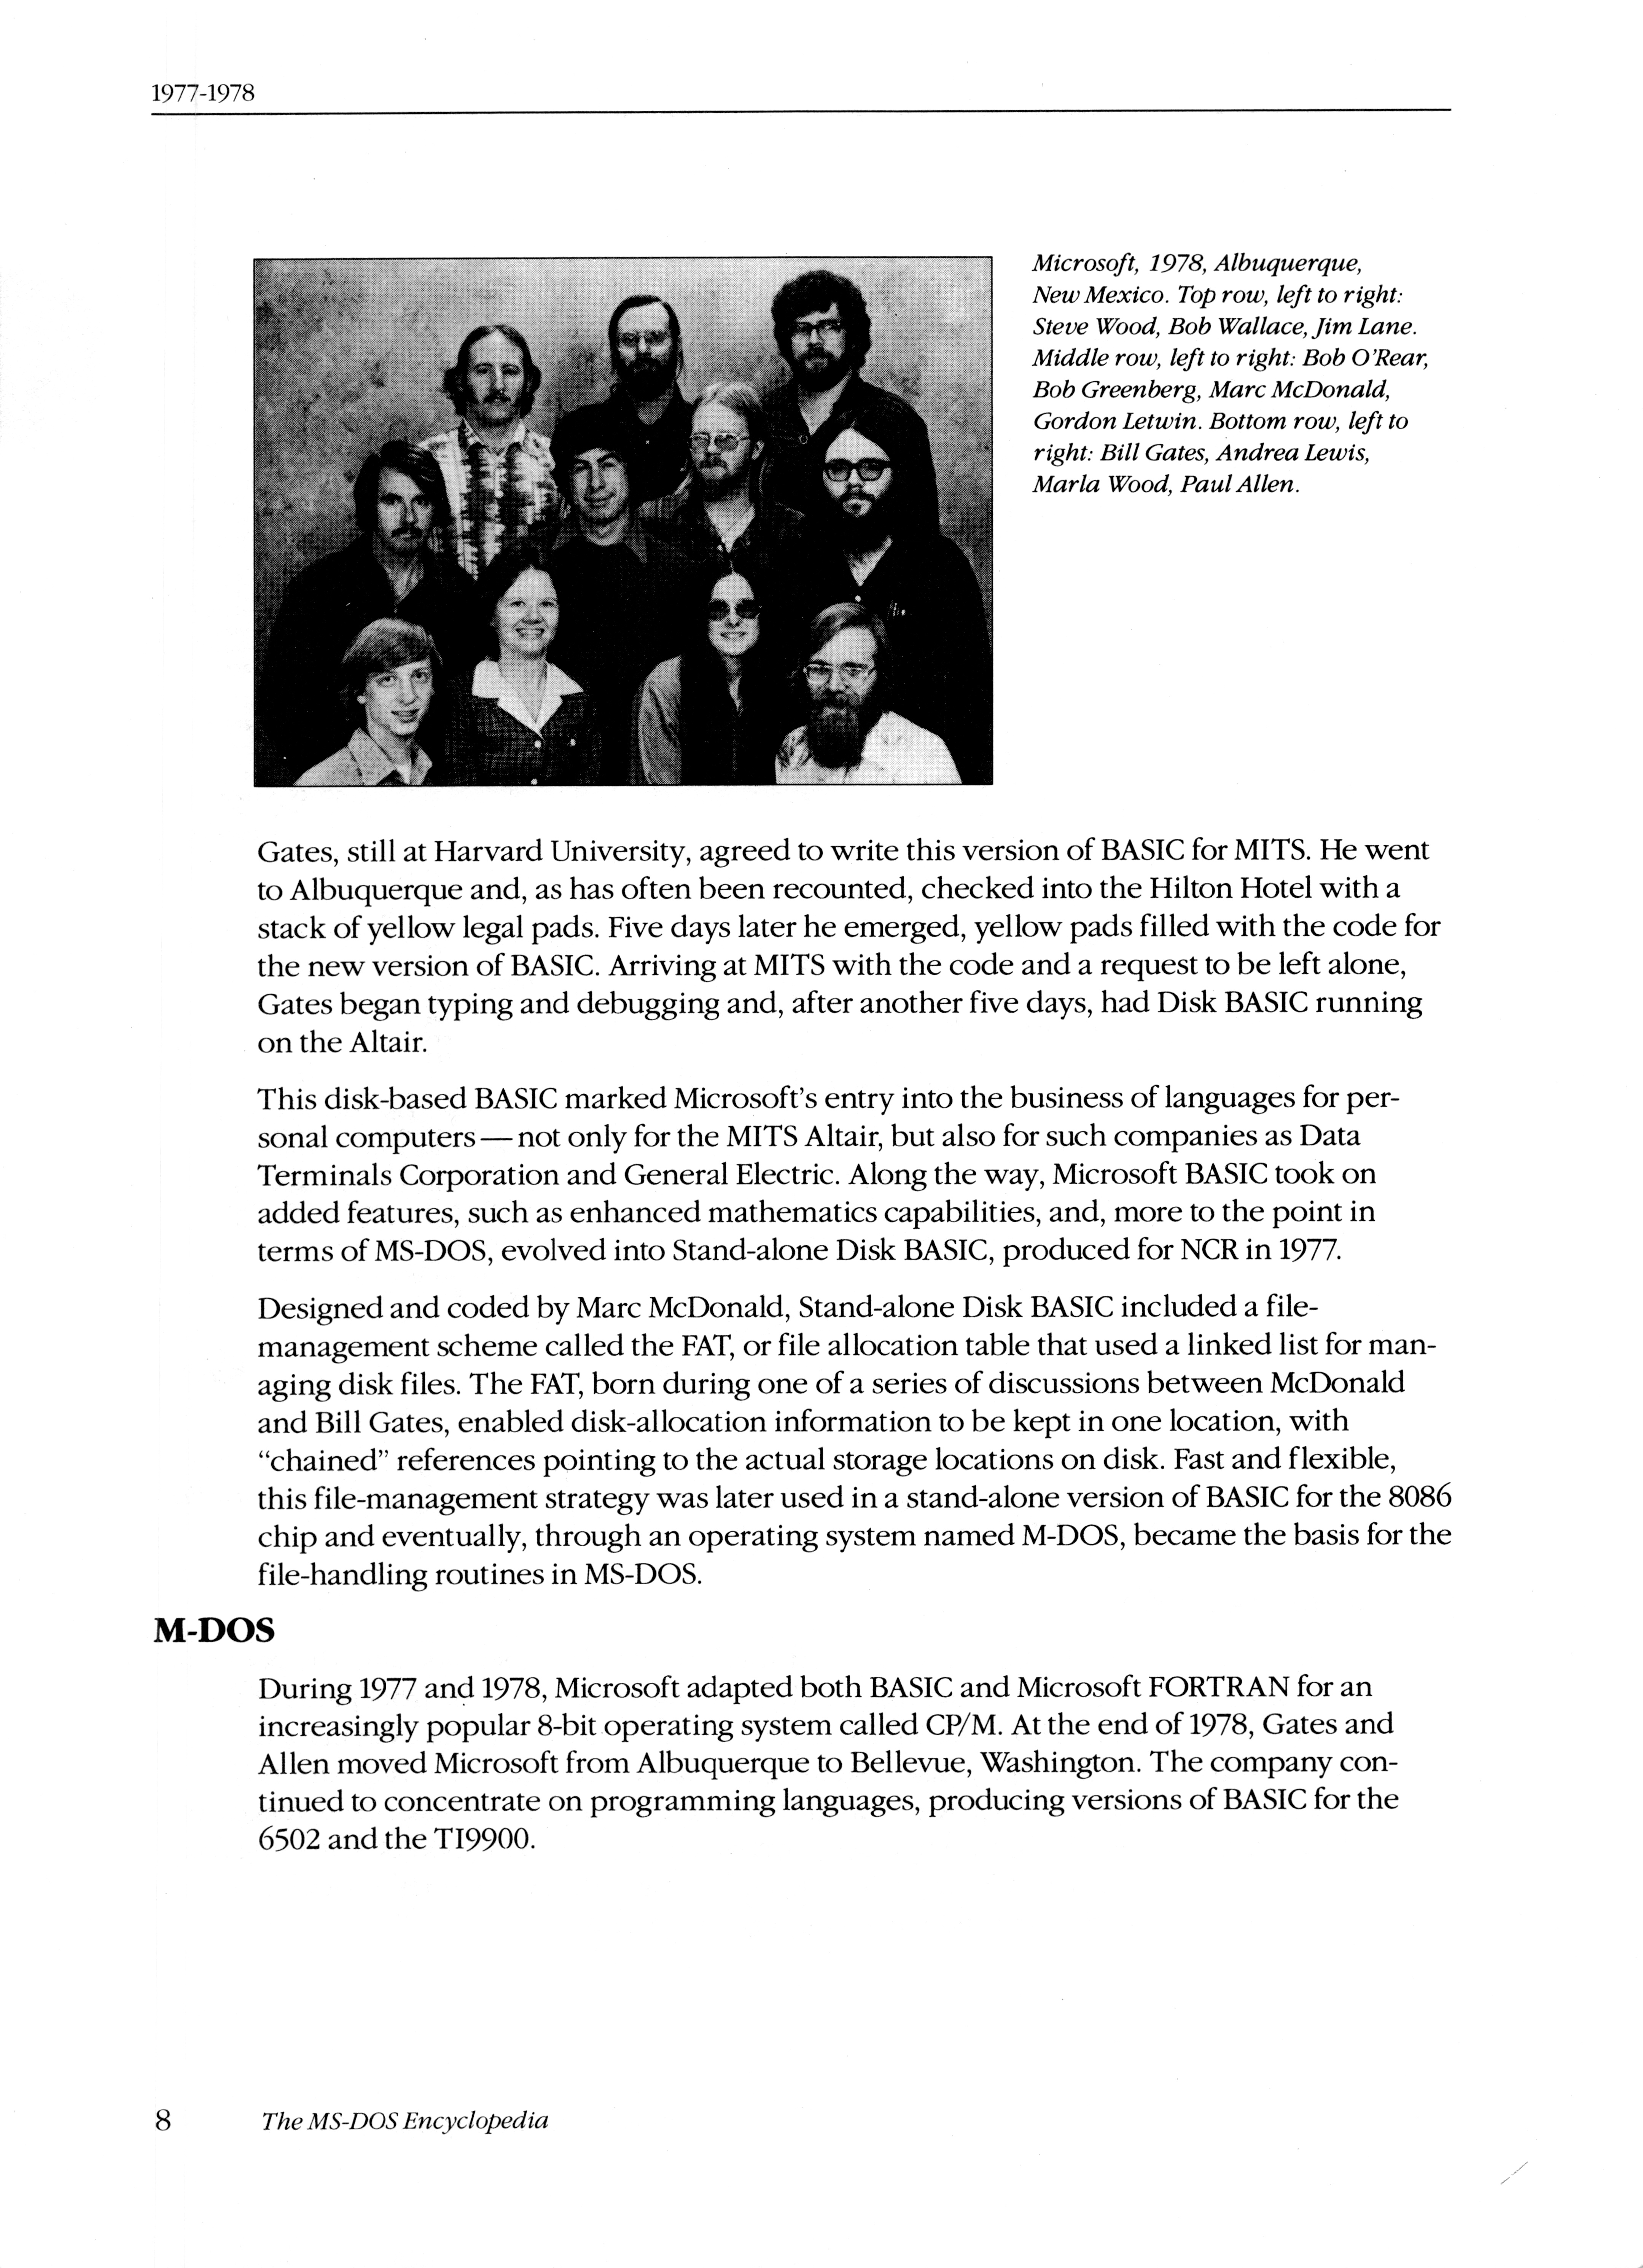 1977-1978
Microsoft, 1978, Albuquerque,
New Mexico. Top row, left to right:
Steve Wood, Bob Wallace, Jim Lane.
Middle row, left to right: Bob O'Rear,
Bob Greenberg, Marc McDonald,
Gordon Letwin. Bottom row, left to
right: Bill Gates, Andrea Lewis,
Marla Wood, Paul Allen.
Gates, still at Harvard University, agreed to write this version of BASIC for MITS. He went
to Albuquerque and, as has often been recounted, checked into the Hilton Hotel with a
stack of yellow legal pads. Five days later he emerged, yellow pads filled with the code for
the new version of BASIC. Arriving at MITS with the code and a request to be left alone,
Gates began typing and debugging and, after another five days, had Disk BASIC running
on the Altair.
This disk-based BASIC marked Microsoft's entry into the business of languages for per-
sonal computers — not only for the MITS Altair, but also for such companies as Data
Terminals Corporation and General Electric. Along the way, Microsoft BASIC took on
added features, such as enhanced mathematics capabilities, and, more to the point in
terms of MS-DOS, evolved into Stand-alone Disk BASIC, produced for NCR in 1977.
Designed and coded by Marc McDonald, Stand-alone Disk BASIC included a file-
management scheme called the FAT, or file allocation table that used a linked list for man-
aging disk files. The FAT, born during one of a series of discussions between McDonald
and Bill Gates, enabled disk-allocation information to be kept in one location, with
“chained” references pointing to the actual storage locations on disk. Fast and flexible,
this file-management strategy was later used in a stand-alone version of BASIC for the 8086
chip and eventually, through an operating system named M-DOS, became the basis for the
file-handling routines in MS-DOS.
M-DOS
During 1977 and 1978, Microsoft adapted both BASIC and Microsoft FORTRAN for an
increasingly popular 8-bit operating system called CP/M. At the end of 1978, Gates and
Allen moved Microsoft from Albuquerque to Bellevue, Washington. The company con-
tinued to concentrate on programming languages, producing versions of BASIC for the
6502 and the TI9900.
8 The MS-DOS Encyclopedia